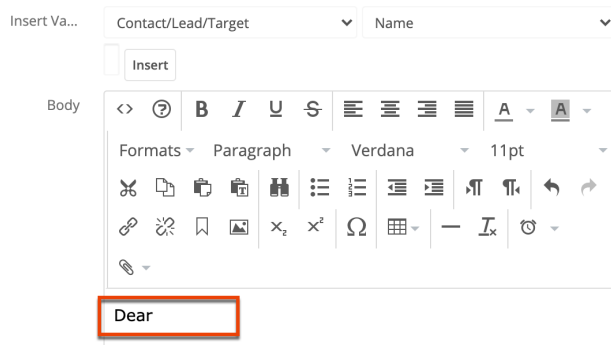 Insert Va...
Contact/Lead/Target
Name
Insert
Body
B I U S A A
Formats Paragraph Verdana 11pt
Dear